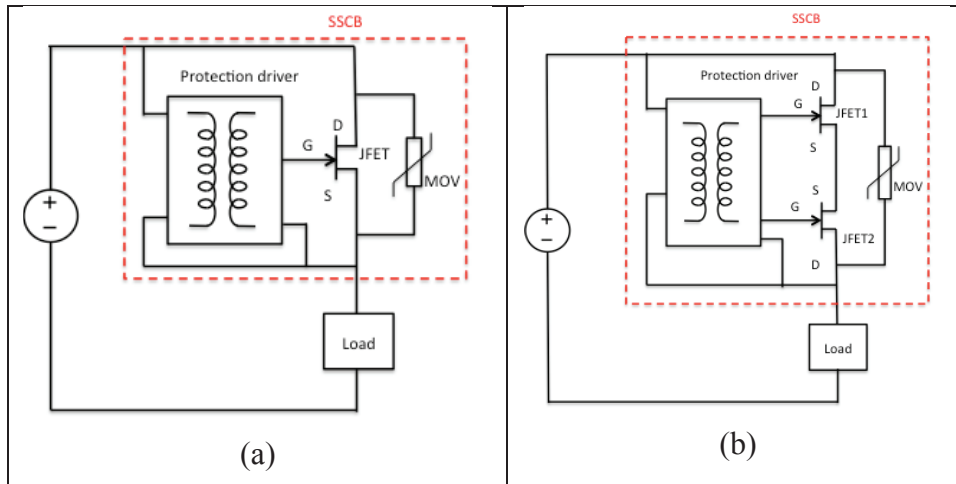 SSCB
Protection driver
D
G
JFET
S
MOV
+
−
Load
(a)
SSCB
Protection driver
D
G
JFET1
S
S
G
JFET2
D
MOV
+
−
Load
(b)